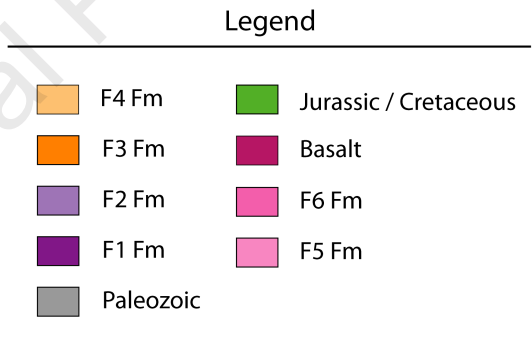 Legend
F4 Fm
F3 Fm
F2 Fm
F1 Fm
Paleozoic
Jurassic / Cretaceous
Basalt
F6 Fm
F5 Fm